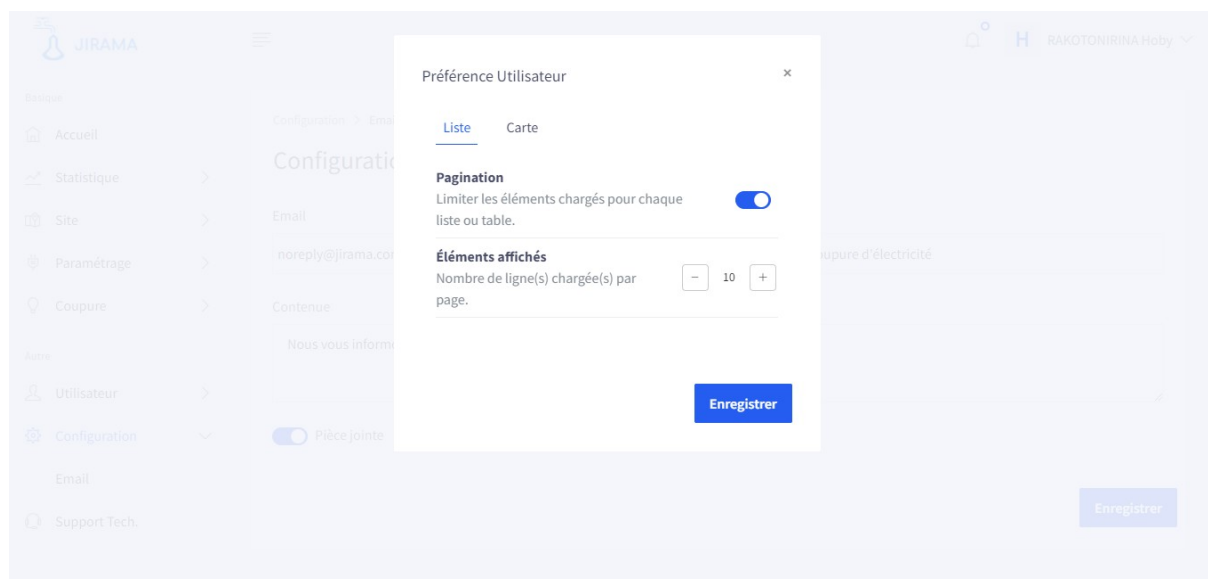 JIRAMA
H RAKOTONIRINA Hoby
Préférence Utilisateur ×
Liste Carte
Pagination
Limiter les éléments chargés pour chaque
liste ou table.
Éléments affichés
Nombre de ligne(s) chargée(s) par
page.
− 10 +
Enregistrer
Basique
Accueil
Statistique
Site
Paramétrage
Coupure
Autre
Utilisateur
Configuration
Email
Support Tech.
Configuration > Ema
Configuratio
Email
noreply@jirama.co
upure d'électricité
Contenue
Nous vous inform
Pièce jointe
Enregistrer